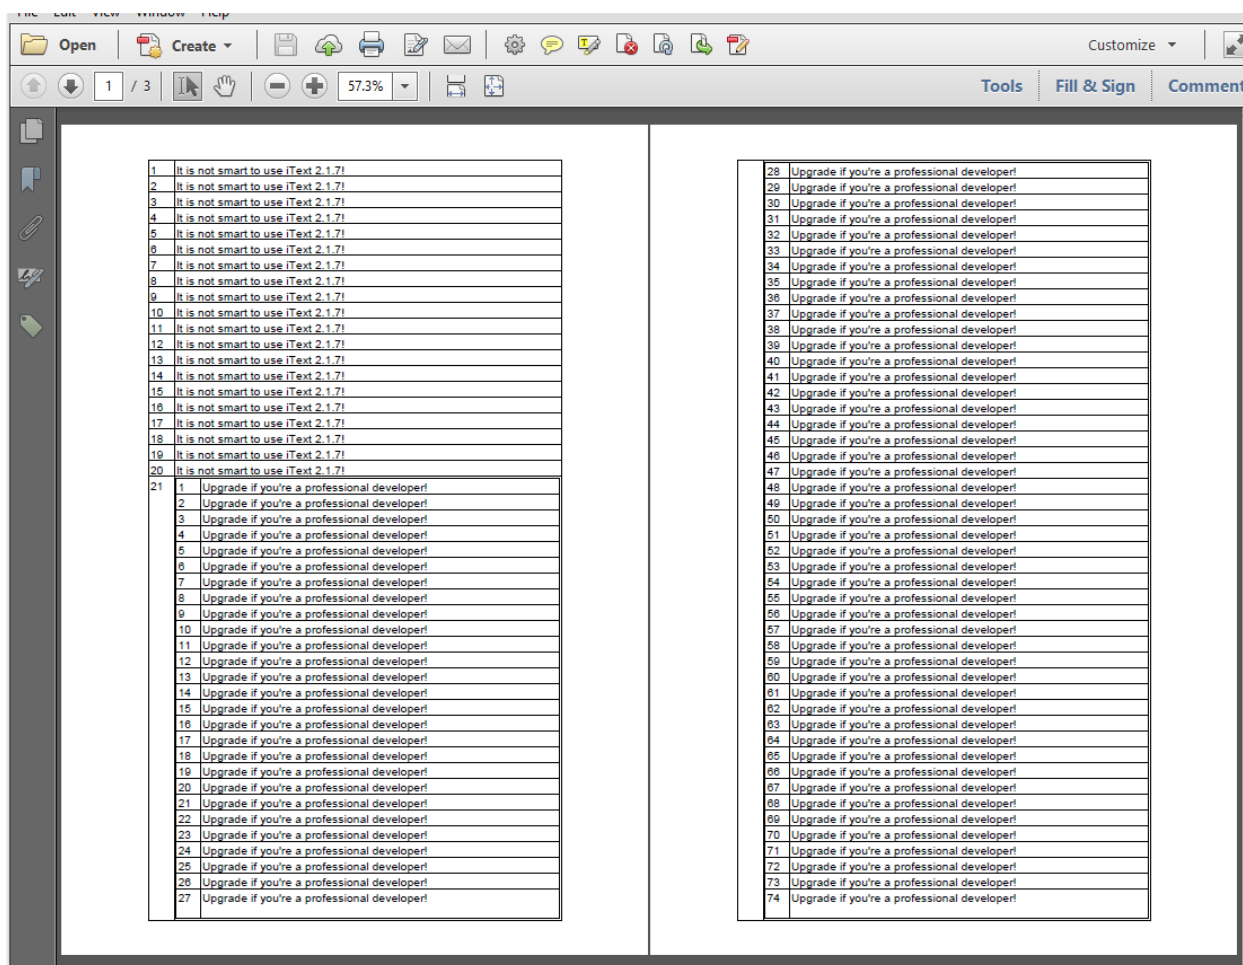 File Edit View Window Help
Open Create Customize
1 / 3 57.3% Tools Fill & Sign Comment
1 It is not smart to use iText 2.1.7!
2 It is not smart to use iText 2.1.7!
3 It is not smart to use iText 2.1.7!
4 It is not smart to use iText 2.1.7!
5 It is not smart to use iText 2.1.7!
6 It is not smart to use iText 2.1.7!
7 It is not smart to use iText 2.1.7!
8 It is not smart to use iText 2.1.7!
9 It is not smart to use iText 2.1.7!
10 It is not smart to use iText 2.1.7!
11 It is not smart to use iText 2.1.7!
12 It is not smart to use iText 2.1.7!
13 It is not smart to use iText 2.1.7!
14 It is not smart to use iText 2.1.7!
15 It is not smart to use iText 2.1.7!
16 It is not smart to use iText 2.1.7!
17 It is not smart to use iText 2.1.7!
18 It is not smart to use iText 2.1.7!
19 It is not smart to use iText 2.1.7!
20 It is not smart to use iText 2.1.7!
21 1 Upgrade if you're a professional developer!
2 Upgrade if you're a professional developer!
3 Upgrade if you're a professional developer!
4 Upgrade if you're a professional developer!
5 Upgrade if you're a professional developer!
6 Upgrade if you're a professional developer!
7 Upgrade if you're a professional developer!
8 Upgrade if you're a professional developer!
9 Upgrade if you're a professional developer!
10 Upgrade if you're a professional developer!
11 Upgrade if you're a professional developer!
12 Upgrade if you're a professional developer!
13 Upgrade if you're a professional developer!
14 Upgrade if you're a professional developer!
15 Upgrade if you're a professional developer!
16 Upgrade if you're a professional developer!
17 Upgrade if you're a professional developer!
18 Upgrade if you're a professional developer!
19 Upgrade if you're a professional developer!
20 Upgrade if you're a professional developer!
21 Upgrade if you're a professional developer!
22 Upgrade if you're a professional developer!
23 Upgrade if you're a professional developer!
24 Upgrade if you're a professional developer!
25 Upgrade if you're a professional developer!
26 Upgrade if you're a professional developer!
27 Upgrade if you're a professional developer!
28 Upgrade if you're a professional developer!
29 Upgrade if you're a professional developer!
30 Upgrade if you're a professional developer!
31 Upgrade if you're a professional developer!
32 Upgrade if you're a professional developer!
33 Upgrade if you're a professional developer!
34 Upgrade if you're a professional developer!
35 Upgrade if you're a professional developer!
36 Upgrade if you're a professional developer!
37 Upgrade if you're a professional developer!
38 Upgrade if you're a professional developer!
39 Upgrade if you're a professional developer!
40 Upgrade if you're a professional developer!
41 Upgrade if you're a professional developer!
42 Upgrade if you're a professional developer!
43 Upgrade if you're a professional developer!
44 Upgrade if you're a professional developer!
45 Upgrade if you're a professional developer!
46 Upgrade if you're a professional developer!
47 Upgrade if you're a professional developer!
48 Upgrade if you're a professional developer!
49 Upgrade if you're a professional developer!
50 Upgrade if you're a professional developer!
51 Upgrade if you're a professional developer!
52 Upgrade if you're a professional developer!
53 Upgrade if you're a professional developer!
54 Upgrade if you're a professional developer!
55 Upgrade if you're a professional developer!
56 Upgrade if you're a professional developer!
57 Upgrade if you're a professional developer!
58 Upgrade if you're a professional developer!
59 Upgrade if you're a professional developer!
60 Upgrade if you're a professional developer!
61 Upgrade if you're a professional developer!
62 Upgrade if you're a professional developer!
63 Upgrade if you're a professional developer!
64 Upgrade if you're a professional developer!
65 Upgrade if you're a professional developer!
66 Upgrade if you're a professional developer!
67 Upgrade if you're a professional developer!
68 Upgrade if you're a professional developer!
69 Upgrade if you're a professional developer!
70 Upgrade if you're a professional developer!
71 Upgrade if you're a professional developer!
72 Upgrade if you're a professional developer!
73 Upgrade if you're a professional developer!
74 Upgrade if you're a professional developer!